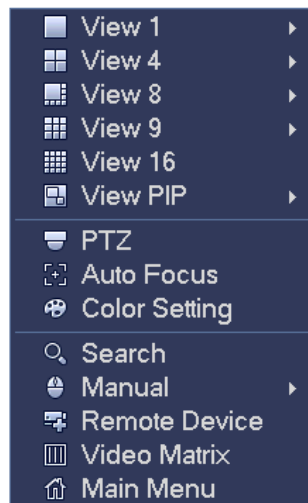 View 1
View 4
View 8
View 9
View 16
View PIP
PTZ
Auto Focus
Color Setting
Search
Manual
Remote Device
Video Matrix
Main Menu